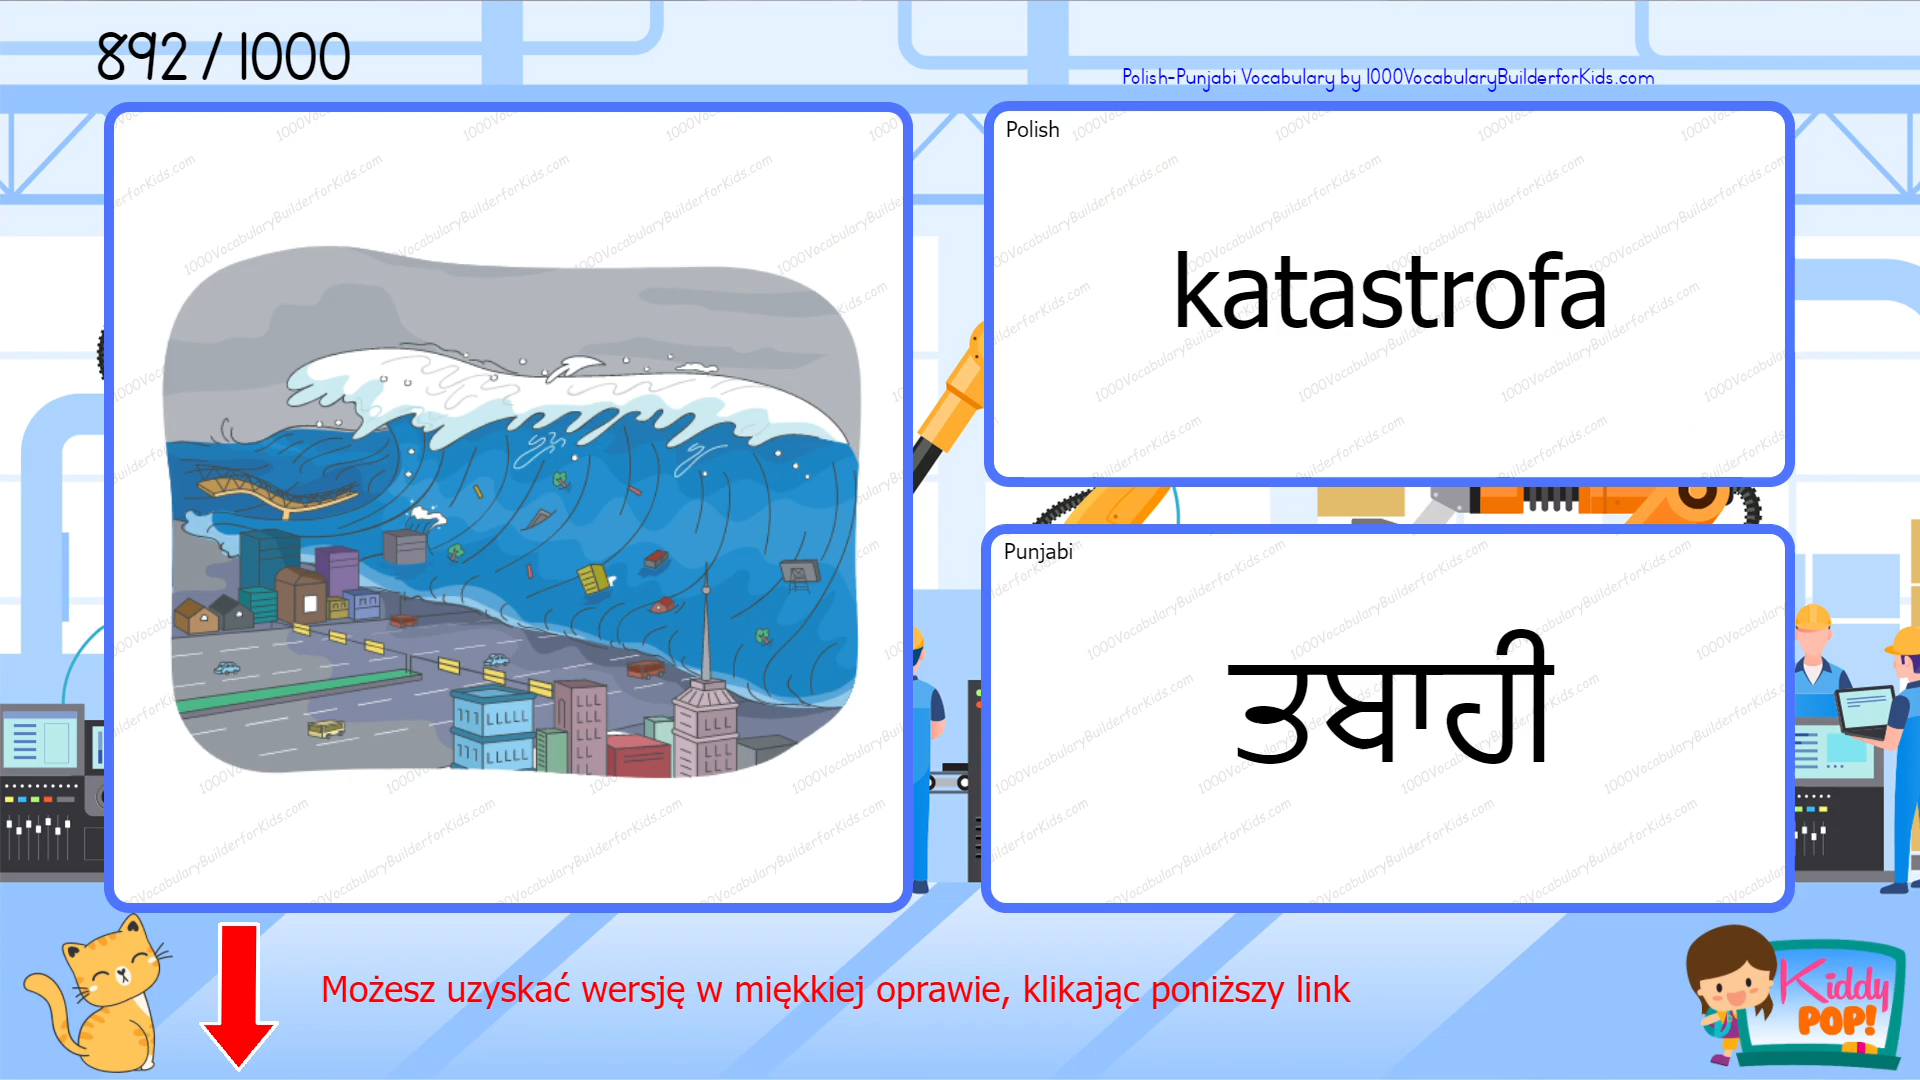 892 / 1000
Polish-Punjabi Vocabulary by 1000VocabularyBuilderforKids.com
Polish
katastrofa
Punjabi
ਤਬਾਹੀ
Możesz uzyskać wersję w miękkiej oprawie, klikając poniższy link
Kiddy
POP!